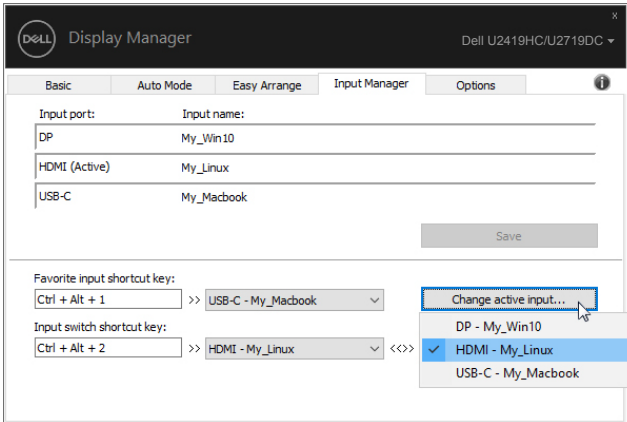 x
DELL Display Manager Dell U2419HC/U2719DC
Basic Auto Mode Easy Arrange Input Manager Options i
Input port: Input name:
DP My_Win10
HDMI (Active) My_Linux
USB-C My_Macbook
Save
Favorite input shortcut key:
Ctrl + Alt + 1 >> USB-C - My_Macbook Change active input...
DP - My_Win10
Input switch shortcut key:
Ctrl + Alt + 2 >> HDMI - My_Linux <<>> HDMI - My_Linux
USB-C - My_Macbook